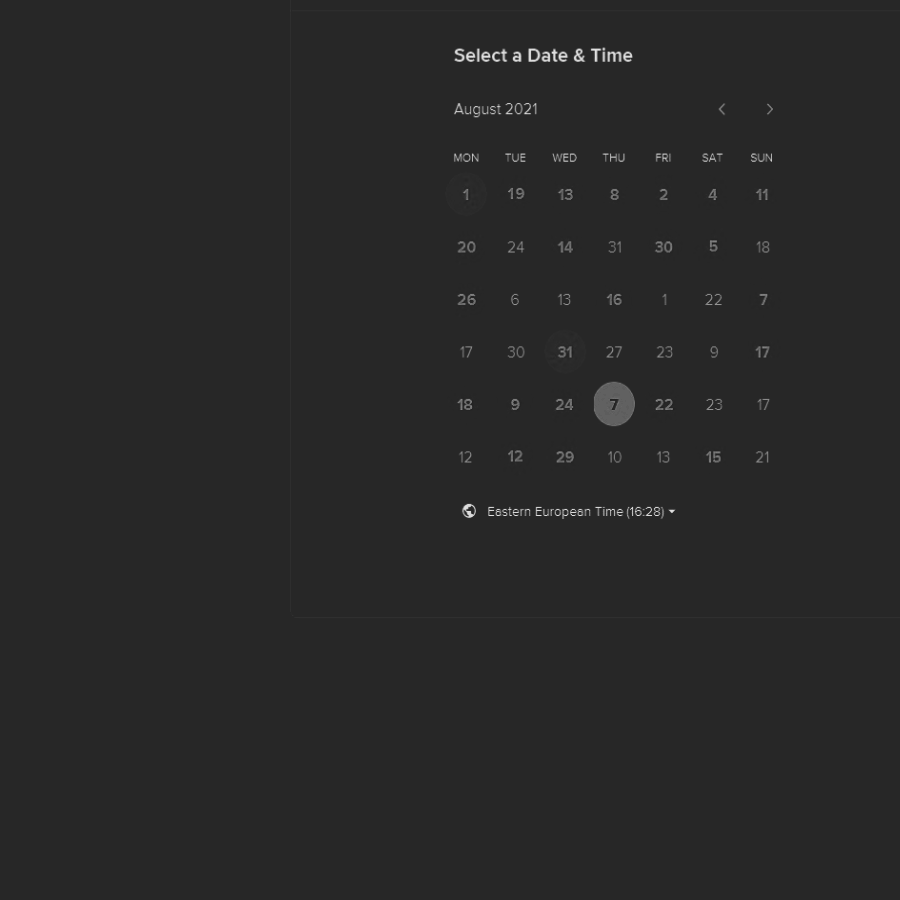 Select a Date & Time
August 2021
MON TUE WED THU FRI SAT SUN
1 19 13 8 2 4 11
20 24 14 31 30 5 18
26 6 13 16 1 22 7
17 30 31 27 23 9 17
18 9 24 7 22 23 17
12 12 29 10 13 15 21
Eastern European Time (16:28)